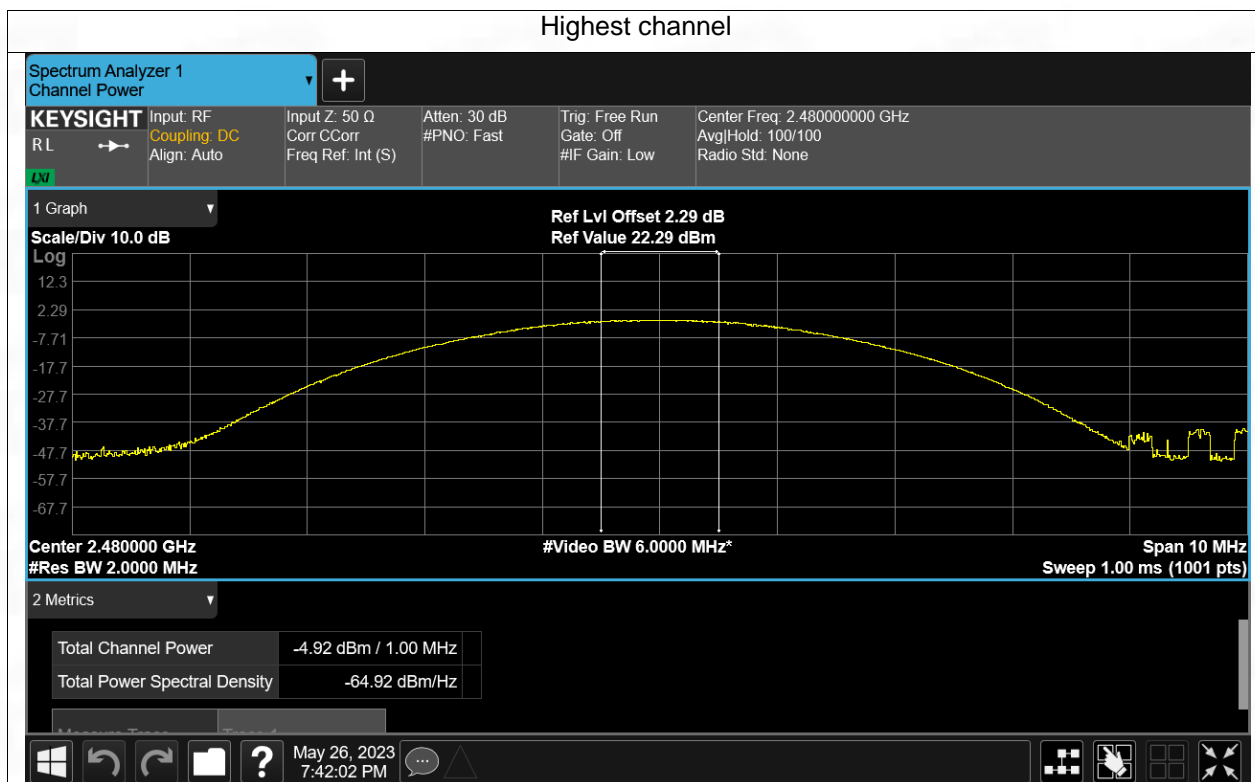 Highest channel
Spectrum Analyzer 1
Channel Power
KEYSIGHT
R L
LXI
Input: RF
Coupling: DC
Align: Auto
Input Z: 50 Ω
Corr CCorr
Freq Ref: Int (S)
Atten: 30 dB
#PNO: Fast
Trig: Free Run
Gate: Off
#IF Gain: Low
Center Freq: 2.480000000 GHz
Avg|Hold: 100/100
Radio Std: None
1 Graph
Ref Lvl Offset 2.29 dB
Scale/Div 10.0 dB
Ref Value 22.29 dBm
Log
12.3
2.29
-7.71
-17.7
-27.7
-37.7
-47.7
-57.7
-67.7
Center 2.480000 GHz
#Video BW 6.0000 MHz*
Span 10 MHz
#Res BW 2.0000 MHz
Sweep 1.00 ms (1001 pts)
2 Metrics
Total Channel Power
-4.92 dBm / 1.00 MHz
Total Power Spectral Density
-64.92 dBm/Hz
May 26, 2023
7:42:02 PM